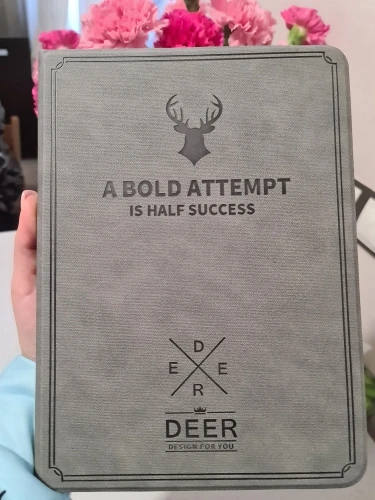 A BOLD ATTEMPT
IS HALF SUCCESS
D
E E
R
DEER
DESIGN FOR YOU